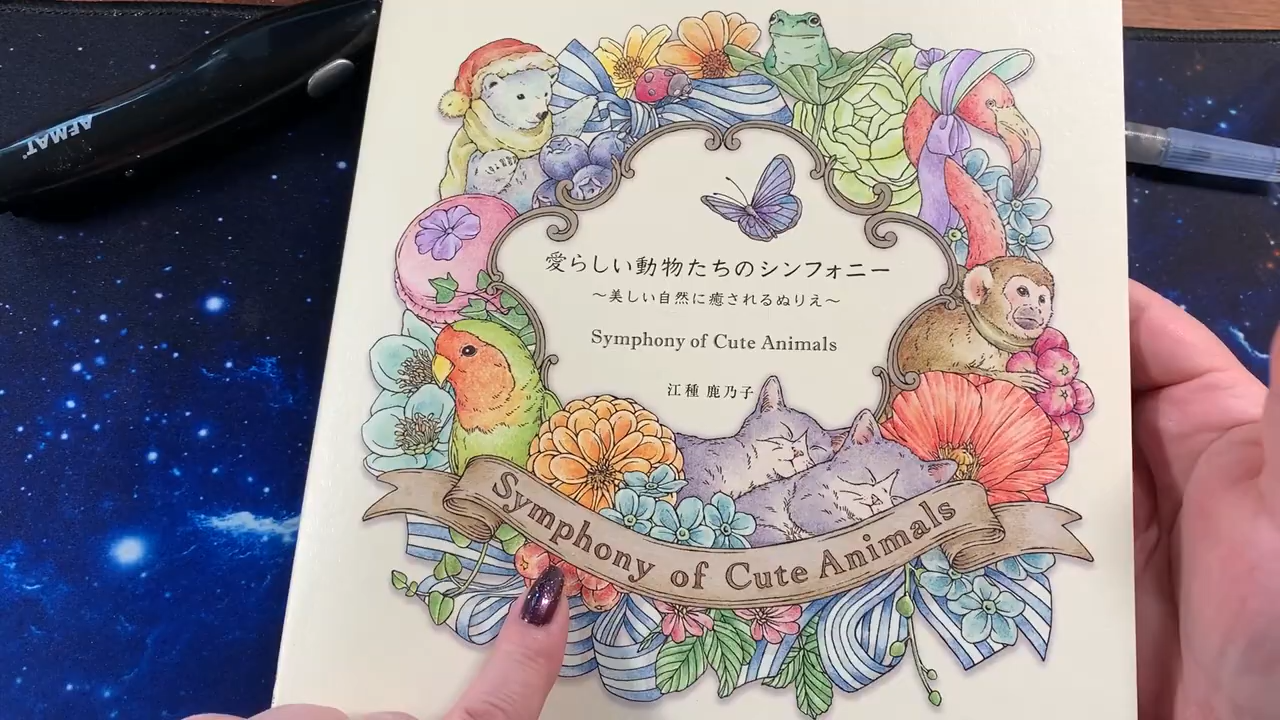 AFMAT
愛らしい動物たちのシンフォニー
〜美しい自然に癒されるぬりえ〜
Symphony of Cute Animals
江種 鹿乃子
Symphony of Cute Animals